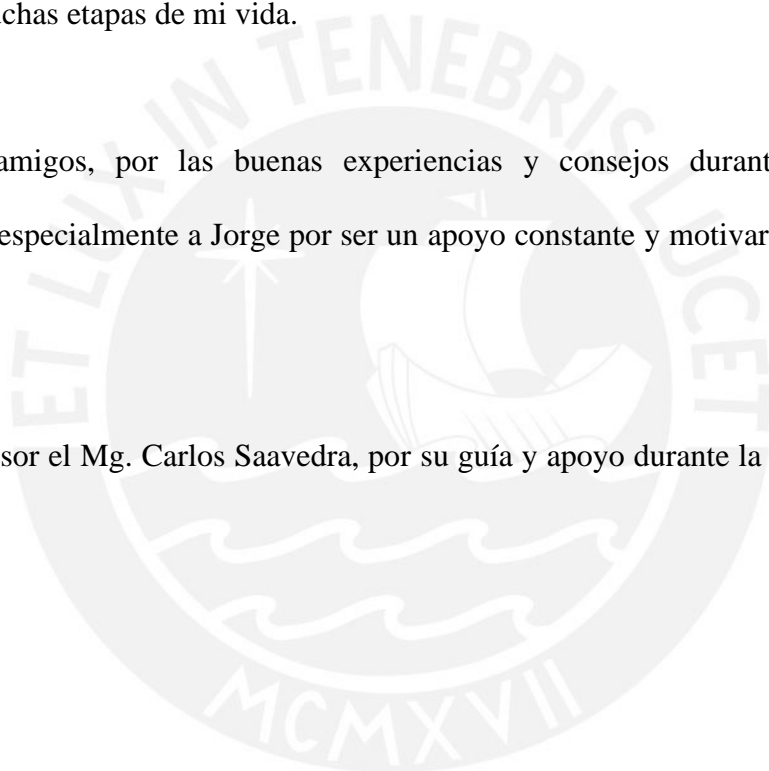 uchas etapas de mi vida.
amigos, por las buenas experiencias y consejos durant
especialmente a Jorge por ser un apoyo constante y motivar
sor el Mg. Carlos Saavedra, por su guía y apoyo durante la
ET LUX IN TENEBRIS LUCET
MCMXVII